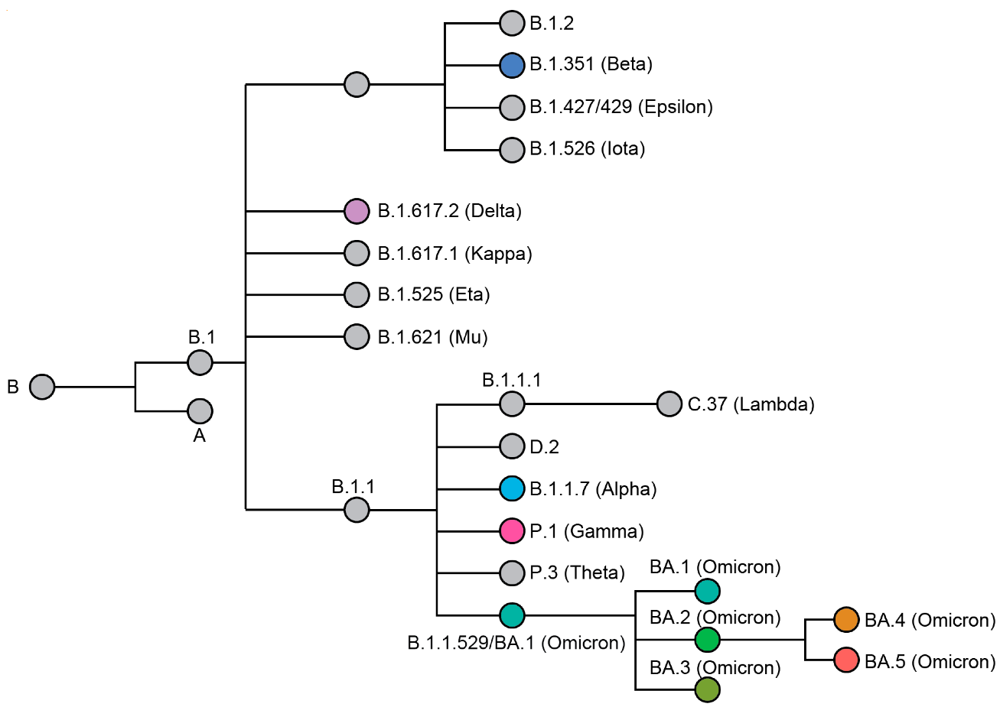 B.1.2
B.1.351 (Beta)
B.1.427/429 (Epsilon)
B.1.526 (Iota)
B.1.617.2 (Delta)
B.1.617.1 (Kappa)
B.1.525 (Eta)
B.1.621 (Mu)
B.1
B
A
B.1.1.1
C.37 (Lambda)
D.2
B.1.1
B.1.1.7 (Alpha)
P.1 (Gamma)
P.3 (Theta)
B.1.1.529/BA.1 (Omicron)
BA.1 (Omicron)
BA.2 (Omicron)
BA.3 (Omicron)
BA.4 (Omicron)
BA.5 (Omicron)